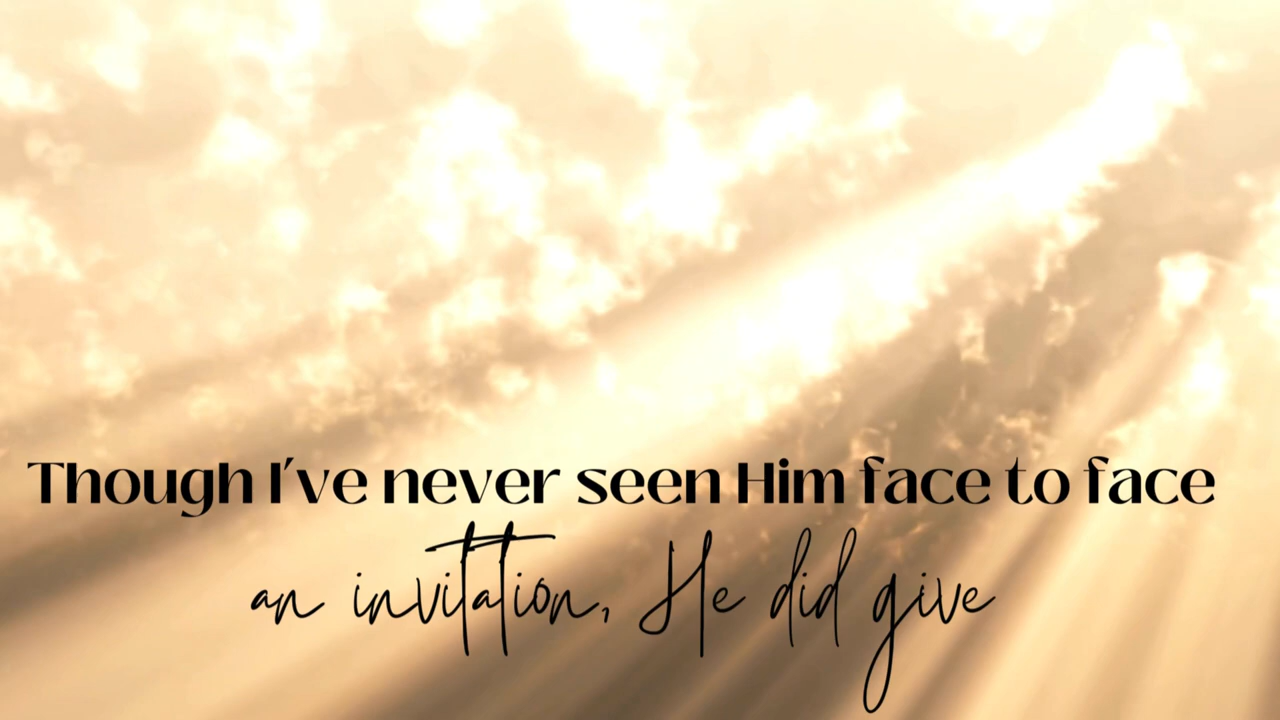 Though I've never seen Him face to face
an invitation, He did give